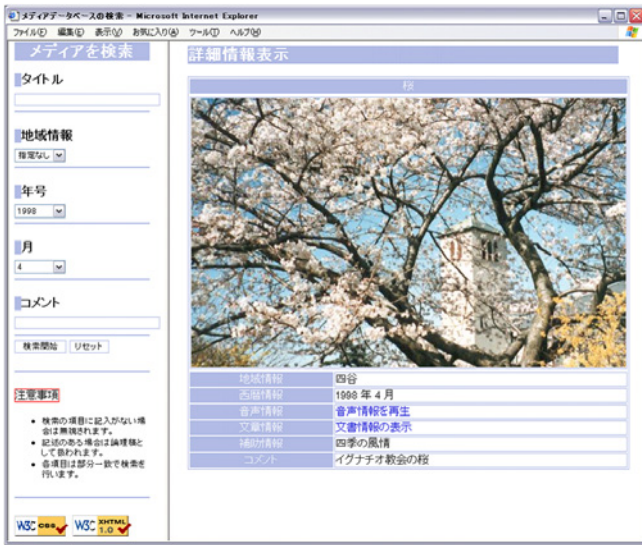 メディアデータベースの検索 - Microsoft Internet Explorer
ファイル(F) 編集(E) 表示(V) お気に入り(A) ツール(T) ヘルプ(H)
メディアを検索
タイトル
地域情報
指定なし
年号
1998
月
4
コメント
検索開始 リセット
注意事項
検索の項目に記入がない場
合は無視されます。
記述のある場合は論理積と
して扱われます。
各項目は部分一致で検索を
行います。
W3C css
W3C XHTML 1.0
詳細情報表示
桜
地域情報 四谷
西暦情報 1998 年 4 月
音声情報 音声情報を再生
文章情報 文書情報の表示
補助情報 四季の風情
コメント イグナチオ教会の桜